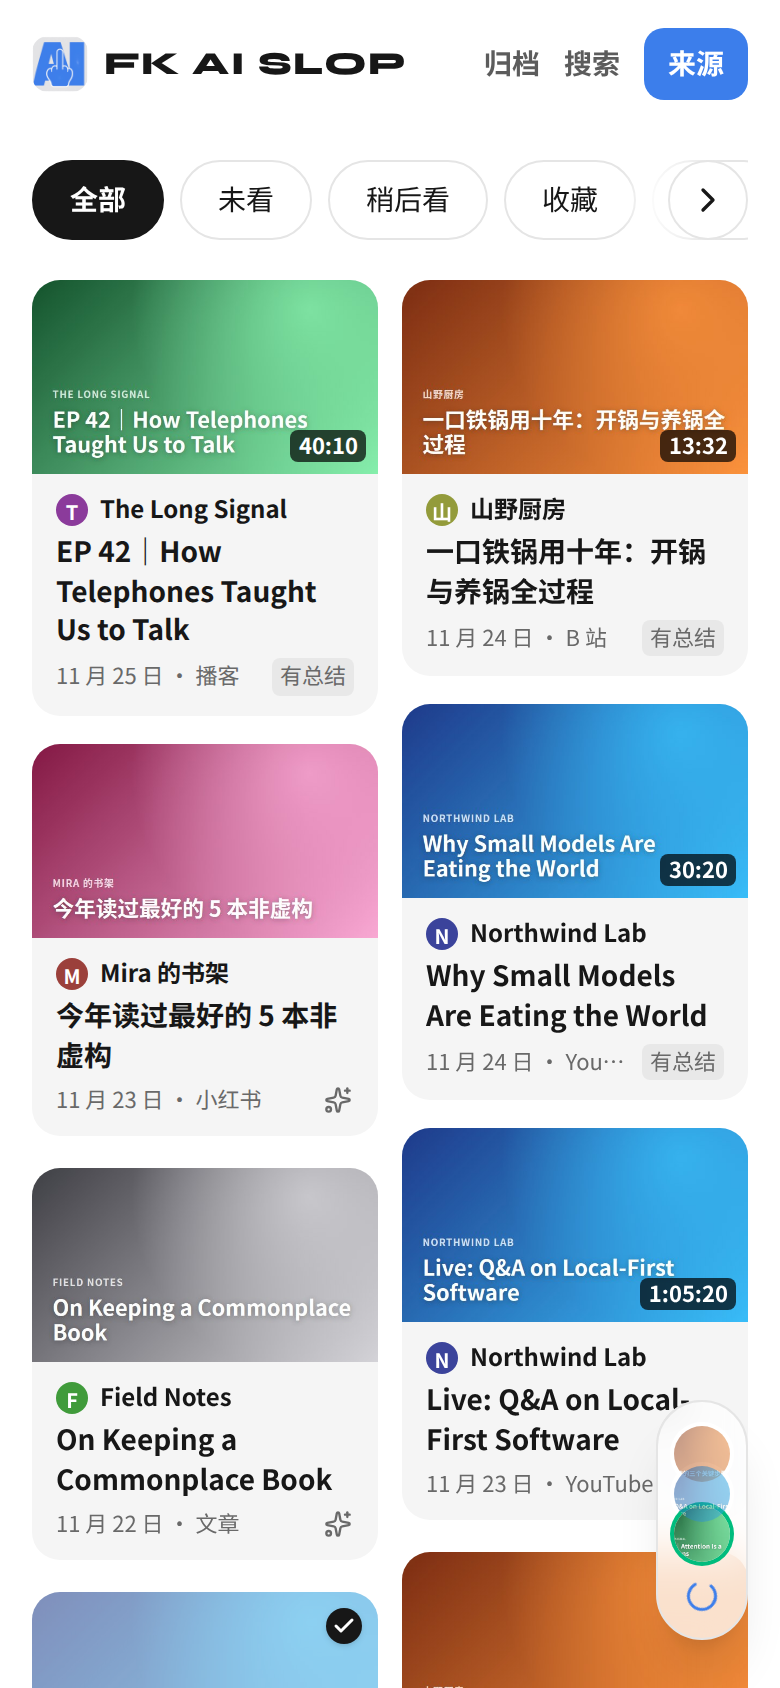 AI FK AI SLOP 归档 搜索 来源
全部 未看 稍后看 收藏
THE LONG SIGNAL
EP 42｜How Telephones
Taught Us to Talk
40:10
T The Long Signal
EP 42｜How
Telephones Taught
Us to Talk
11 月 25 日 · 播客 有总结
山野厨房
一口铁锅用十年：开锅与养锅全
过程
13:32
山 山野厨房
一口铁锅用十年：开锅
与养锅全过程
11 月 24 日 · B 站 有总结
MIRA 的书架
今年读过最好的 5 本非虚构
M Mira 的书架
今年读过最好的 5 本非
虚构
11 月 23 日 · 小红书
NORTHWIND LAB
Why Small Models Are
Eating the World
30:20
N Northwind Lab
Why Small Models
Are Eating the World
11 月 24 日 · You… 有总结
FIELD NOTES
On Keeping a Commonplace
Book
F Field Notes
On Keeping a
Commonplace Book
11 月 22 日 · 文章
NORTHWIND LAB
Live: Q&A on Local-First
Software
1:05:20
N Northwind Lab
Live: Q&A on Local-
First Software
11 月 23 日 · YouTube
Q&A on Local-First
Attention Is a